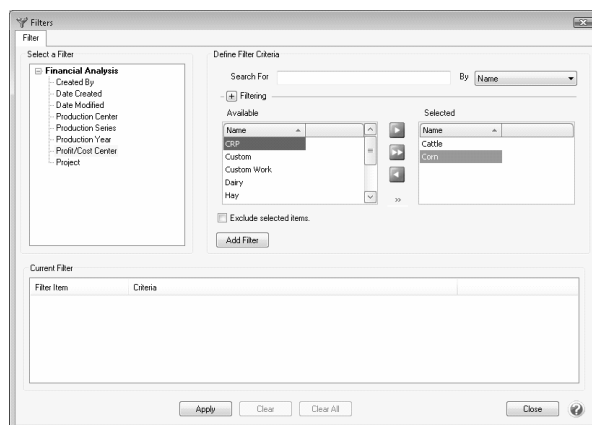 Filters
Filter
Select a Filter
Financial Analysis
Created By
Date Created
Date Modified
Production Center
Production Series
Production Year
Profit/Cost Center
Project
Define Filter Criteria
Search For
By Name
Filtering
Available
Name
CRP
Custom
Custom Work
Dairy
Hay
Selected
Name
Cattle
Corn
Exclude selected items.
Add Filter
Current Filter
Filter Item Criteria
Apply Clear Clear All Close